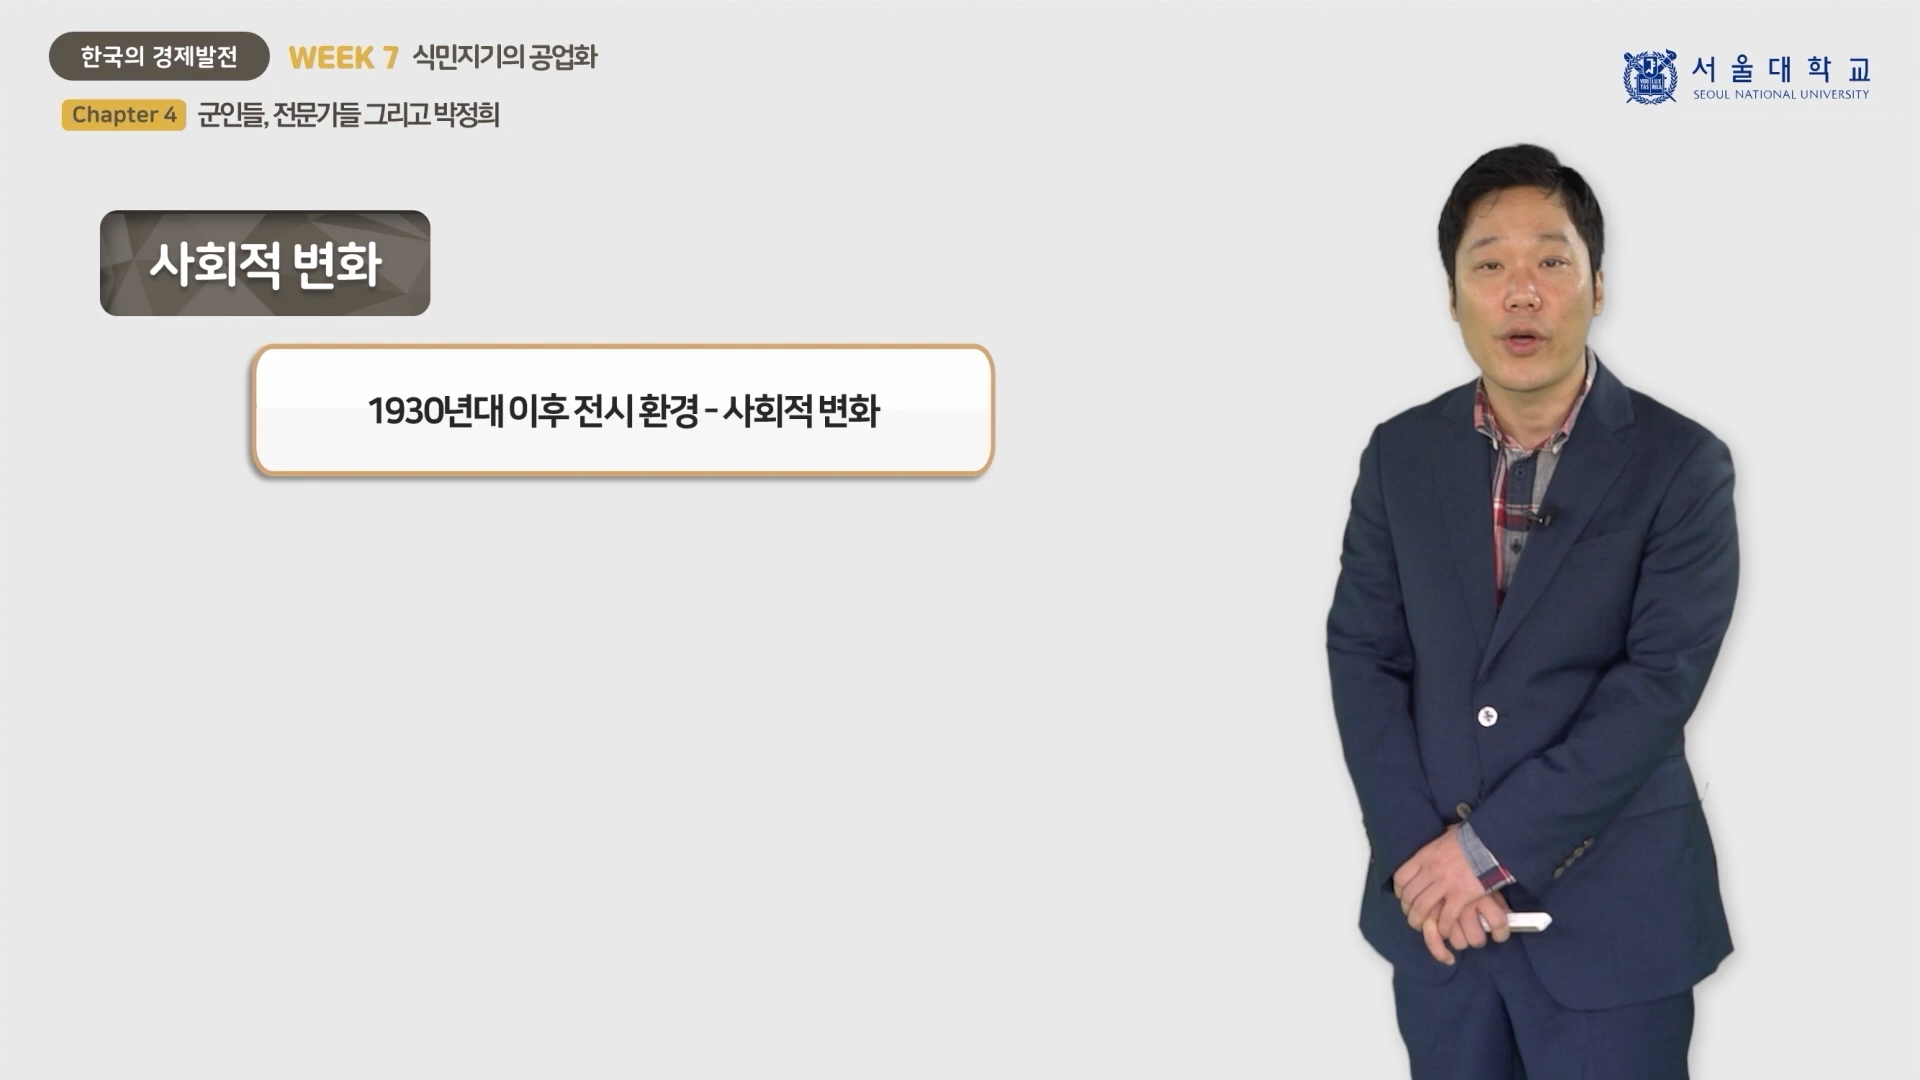 한국의 경제발전 WEEK 7 식민지기의 공업화
Chapter 4 군인들, 전문가들 그리고 박정희
서울대학교
SEOUL NATIONAL UNIVERSITY
사회적 변화
1930년대 이후 전시 환경 - 사회적 변화